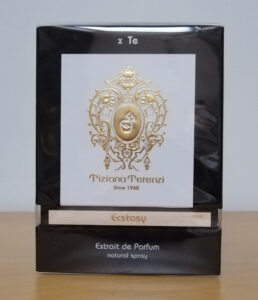 x Te
Tiziana Terenzi
Since 1968
Ecstasy
Extrait de Parfum
natural spray